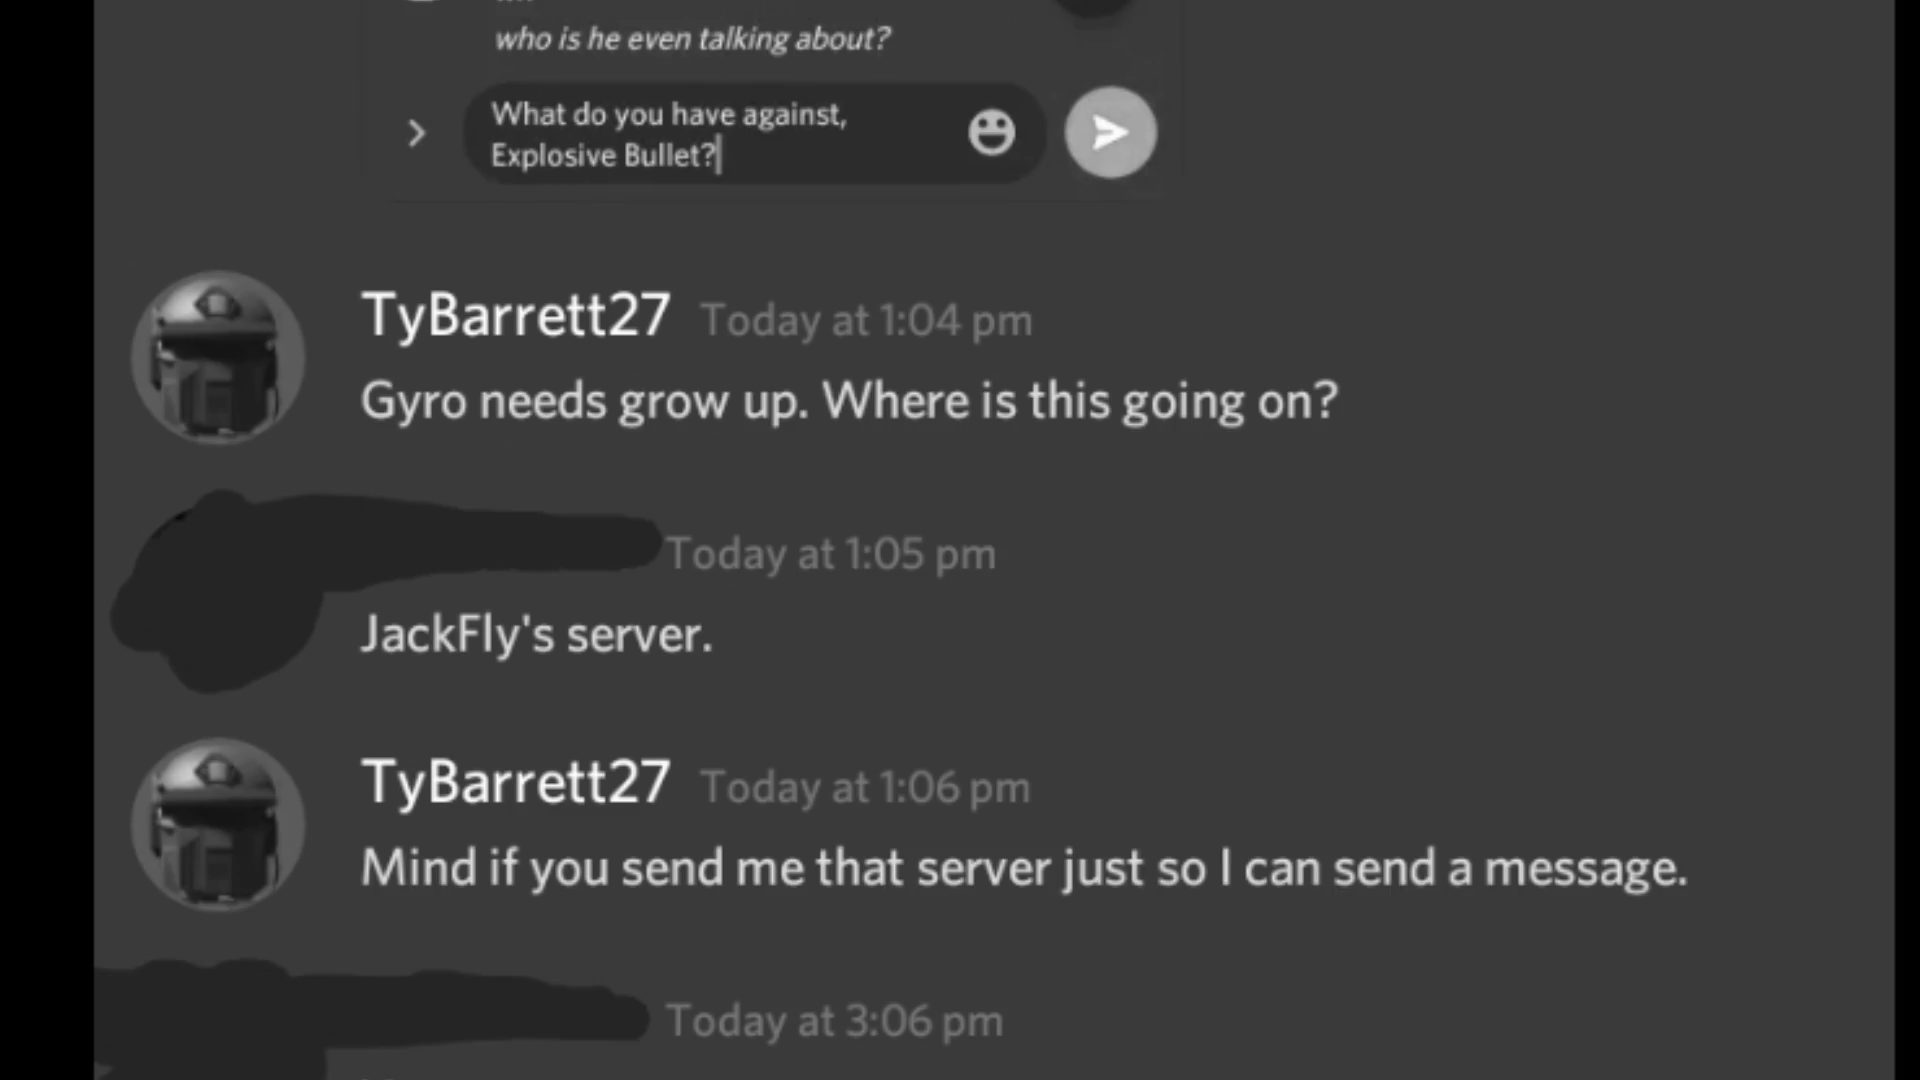 who is he even talking about?
What do you have against,
Explosive Bullet?
TyBarrett27 Today at 1:04 pm
Gyro needs grow up. Where is this going on?
Today at 1:05 pm
JackFly's server.
TyBarrett27 Today at 1:06 pm
Mind if you send me that server just so I can send a message.
Today at 3:06 pm